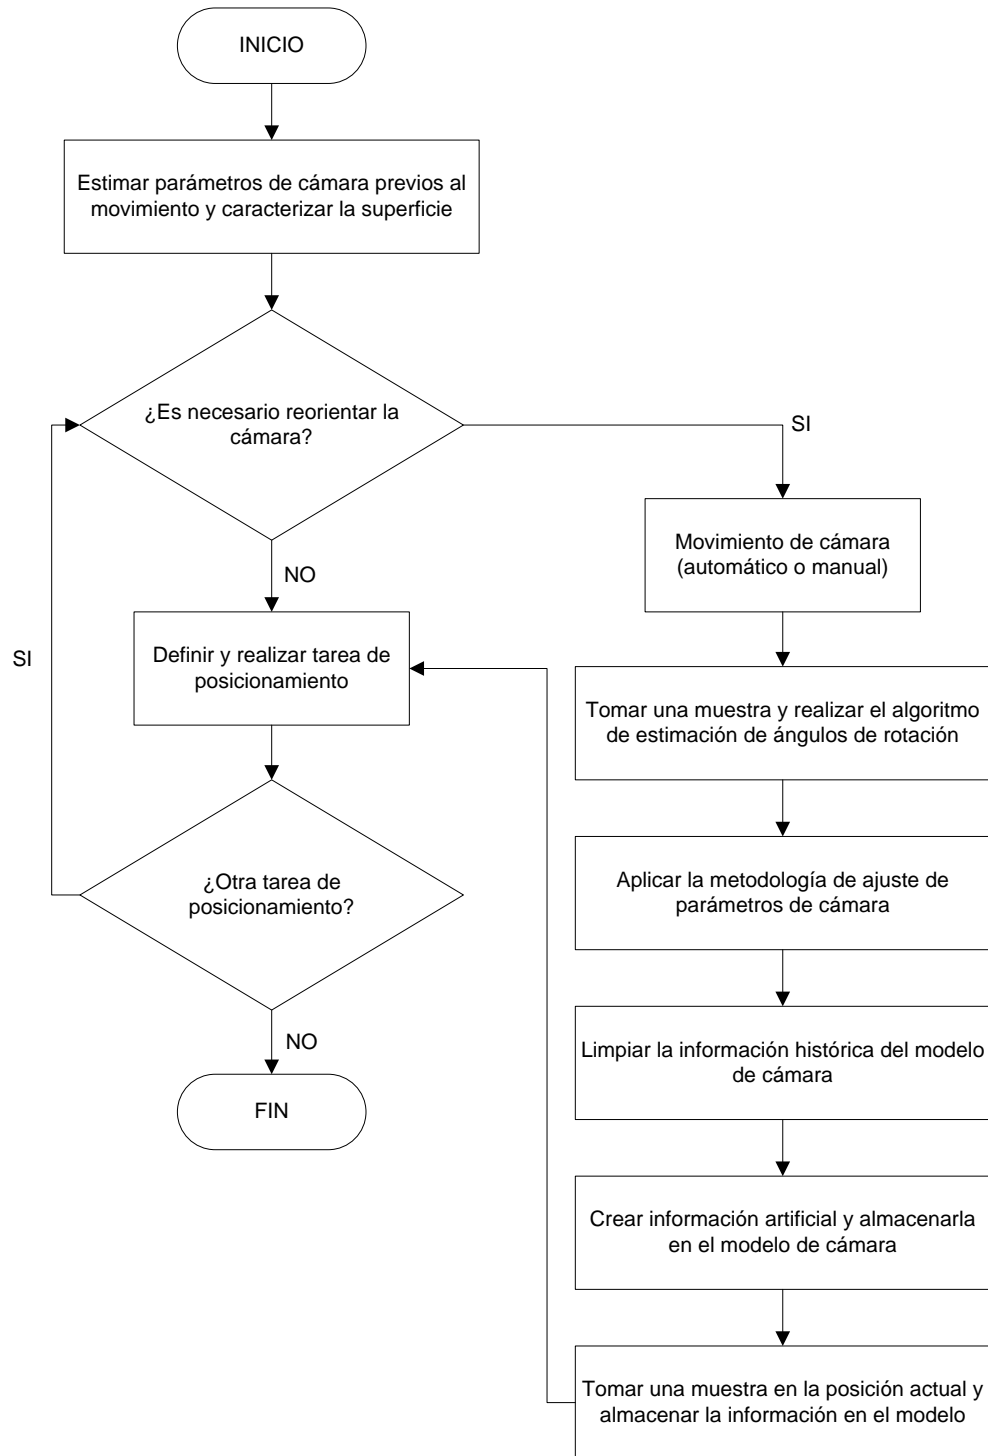 INICIO
Estimar parámetros de cámara previos al
movimiento y caracterizar la superficie
¿Es necesario reorientar la
cámara?
SI
NO
Movimiento de cámara
(automático o manual)
Definir y realizar tarea de
posicionamiento
SI
Tomar una muestra y realizar el algoritmo
de estimación de ángulos de rotación
¿Otra tarea de
posicionamiento?
Aplicar la metodología de ajuste de
parámetros de cámara
NO
Limpiar la información histórica del modelo
de cámara
FIN
Crear información artificial y almacenarla
en el modelo de cámara
Tomar una muestra en la posición actual y
almacenar la información en el modelo